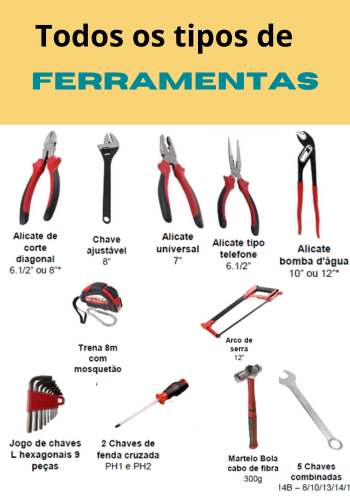 Todos os tipos de
FERRAMENTAS
Alicate de
corte
diagonal
6.1/2” ou 8”*
Chave
ajustável
8”
Alicate
universal
7”
Alicate tipo
telefone
6.1/2”
Alicate
bomba d'água
10” ou 12”*
Trena 8m
com
mosquetão
Arco de
serra
12”
Jogo de chaves
L hexagonais 9
peças
2 Chaves de
fenda cruzada
PH1 e PH2
Martelo Bola
cabo de fibra
300g
5 Chaves
combinadas
14B – 8/10/13/14/1